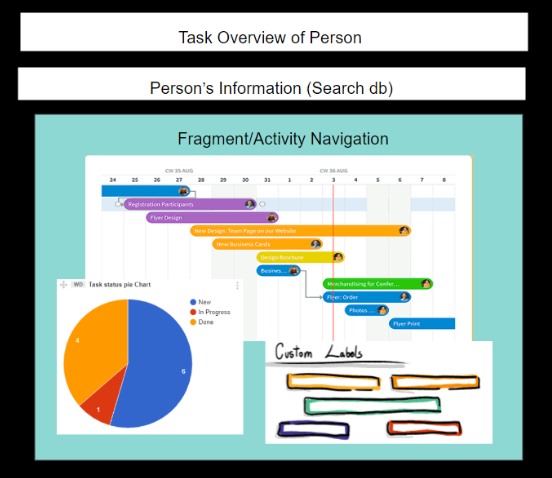 Task Overview of Person
Person's Information (Search db)
Fragment/Activity Navigation
CW 35 AUG CW 36 AUG
24 25 26 27 28 29 30 31 1 2 3 4 5 6 7 8
Registration Participants
Flyer Design
New Design: Team Page on our Website
New Business Cards
Design Brochure
Busines...
Merchandising for Confer...
Flyer: Order
Photos ...
Flyer Print
WD Task status pie Chart
New
In Progress
Done
4
6
1
Custom Labels